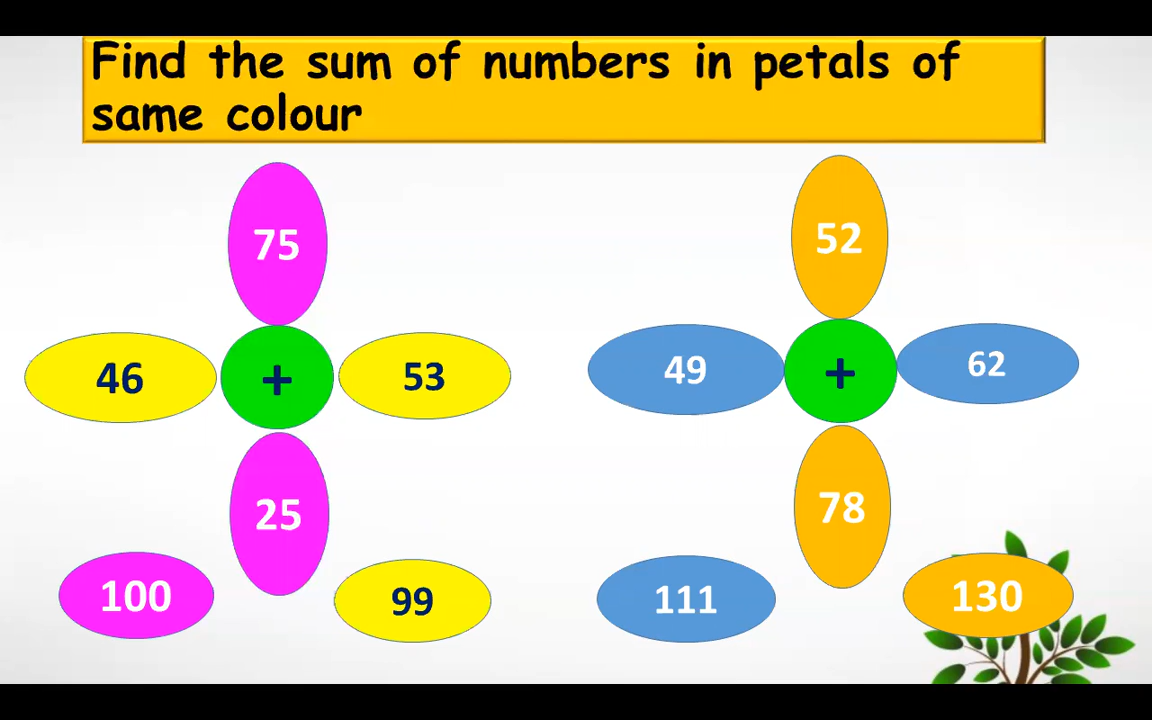 Find the sum of numbers in petals of
same colour
75
46 + 53
25
100
99
52
49 + 62
78
111
130